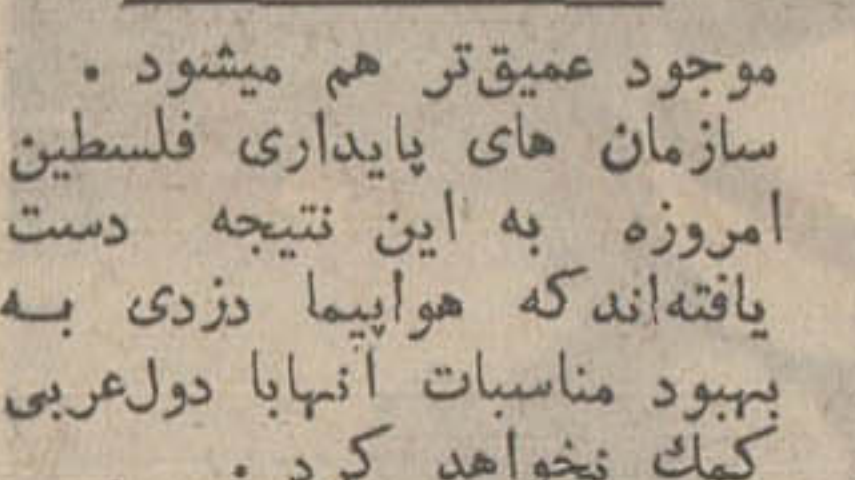 موجود عمیق‌تر هم میشود .
سازمان های پایداری فلسطین
امروزه به این نتیجه دست
یافته‌اند که هواپیما دزدی به
بهبود مناسبات آنها با دول عربی
کمك نخواهد کرد .